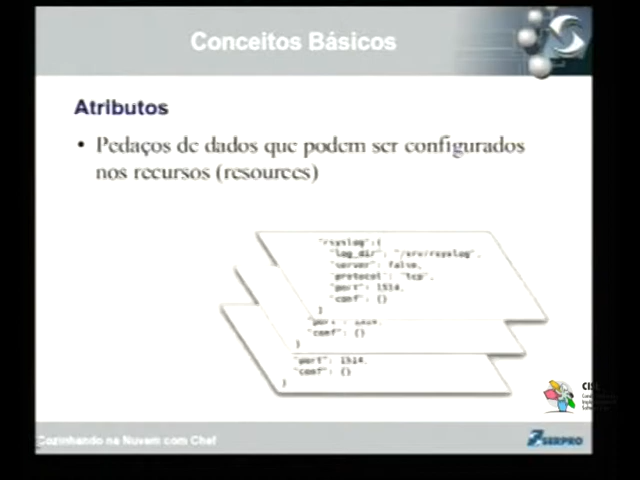 Conceitos Básicos
Atributos
• Pedaços de dados que podem ser configurados
nos recursos (resources)
"rsyslog":{
"log_dir": "/srv/rsyslog",
"server": false,
"protocol": "tcp",
"port": 1514,
"conf": {}
}
"port": 1514,
"conf": {}
}
"port": 1514,
"conf": {}
}
Cozinhando na Nuvem com Chef
SERPRO